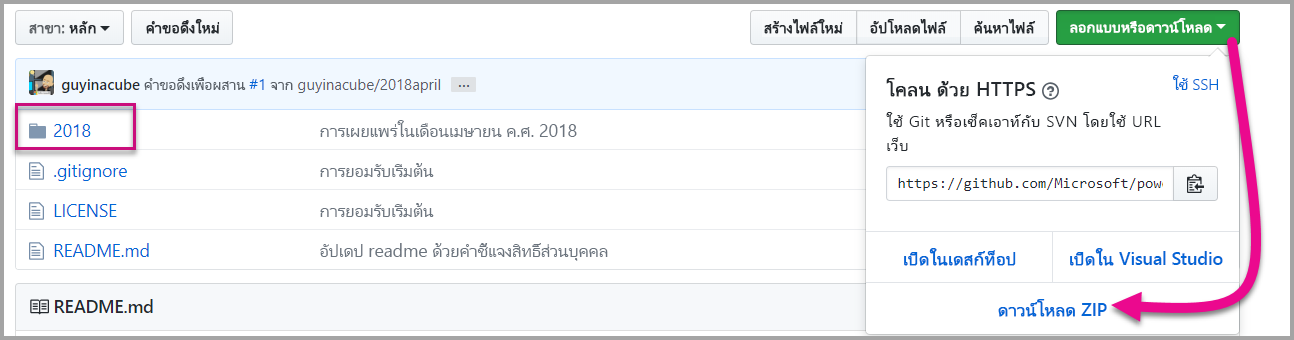 สาขา: หลัก
คำขอดึงใหม่
สร้างไฟล์ใหม่
อัปโหลดไฟล์
ค้นหาไฟล์
ลอกแบบหรือดาวน์โหลด
guyinacube คำขอดึงเพื่อผสาน #1 จาก guyinacube/2018april ...
2018 การเผยแพร่ในเดือนเมษายน ค.ศ. 2018
.gitignore การยอมรับเริ่มต้น
LICENSE การยอมรับเริ่มต้น
README.md อัปเดป readme ด้วยคำชี้แจงสิทธิ์ส่วนบุคคล
README.md
โคลน ด้วย HTTPS ?
ใช้ SSH
ใช้ Git หรือเช็คเอาท์กับ SVN โดยใช้ URL
เว็บ
https://github.com/Microsoft/powe
เปิดในเดสก์ท็อป
เปิดใน Visual Studio
ดาวน์โหลด ZIP